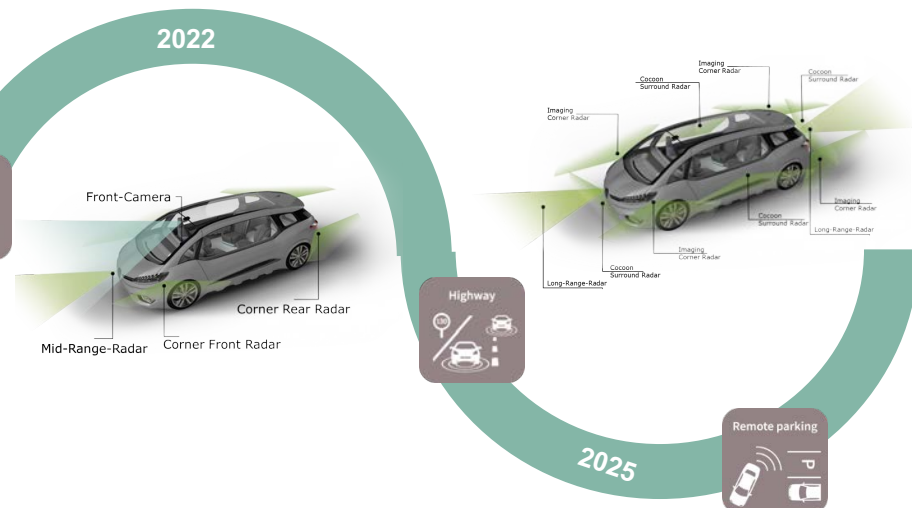 2022
Front-Camera
Corner Rear Radar
Mid-Range-Radar
Corner Front Radar
Highway
130
Imaging
Corner Radar
Cocoon
Surround Radar
Imaging
Corner Radar
Cocoon
Surround Radar
Imaging
Corner Radar
Cocoon
Surround Radar
Long-Range-Radar
Imaging
Corner Radar
Cocoon
Surround Radar
Long-Range-Radar
2025
Remote parking
P